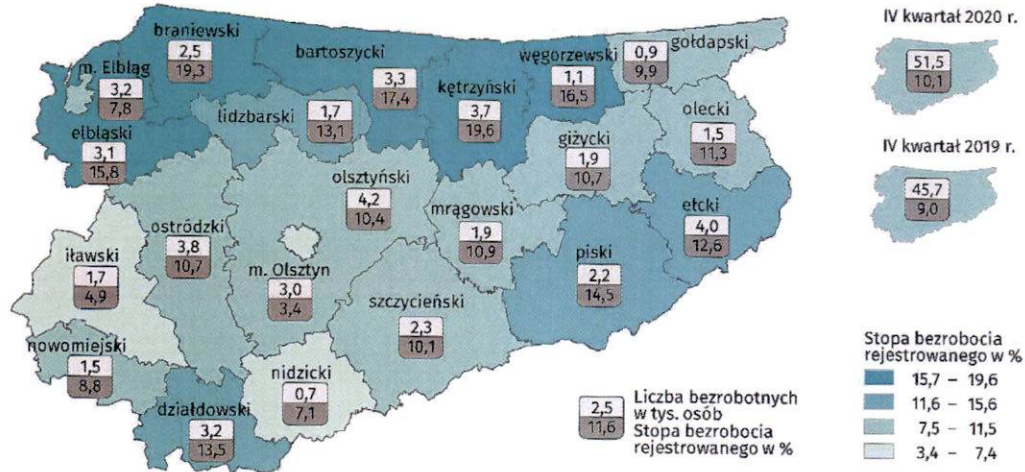 braniewski
2,5
19,3
m. Elbląg
3,2
7,8
elbląski
3,1
15,8
bartoszycki
3,3
17,4
lidzbarski
1,7
13,1
kętrzyński
3,7
19,6
węgorzewski
1,1
16,5
0,9
9,9
gołdapski
olecki
1,5
11,3
giżycki
1,9
10,7
olsztyński
4,2
10,4
mrągowski
1,9
10,9
ełcki
4,0
12,6
piski
2,2
14,5
ostródzki
3,8
10,7
iławski
1,7
4,9
m. Olsztyn
3,0
3,4
szczycieński
2,3
10,1
nowomiejski
1,5
8,8
nidzicki
0,7
7,1
działdowski
3,2
13,5
IV kwartał 2020 r.
51,5
10,1
IV kwartał 2019 r.
45,7
9,0
2,5
11,6
Liczba bezrobotnych
w tys. osób
Stopa bezrobocia
rejestrowanego w %
Stopa bezrobocia
rejestrowanego w %
15,7 – 19,6
11,6 – 15,6
7,5 – 11,5
3,4 – 7,4